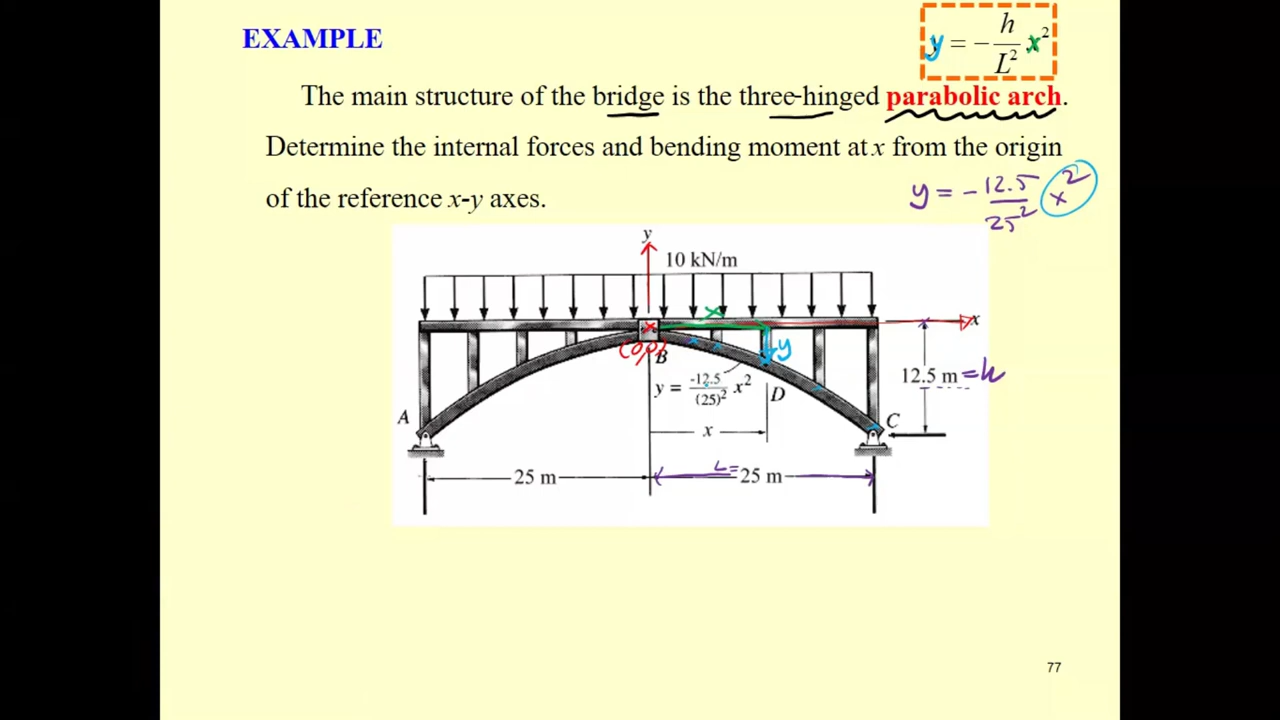 EXAMPLE
y = - h/L² x²
The main structure of the bridge is the three-hinged parabolic arch.
Determine the internal forces and bending moment at x from the origin
of the reference x-y axes.
y = - 12.5/25² x²
y
10 kN/m
x
x
(0,0)
B
y
y = -12.5/(25)² x²
D
12.5 m = h
A
C
x
25 m
L = 25 m
77